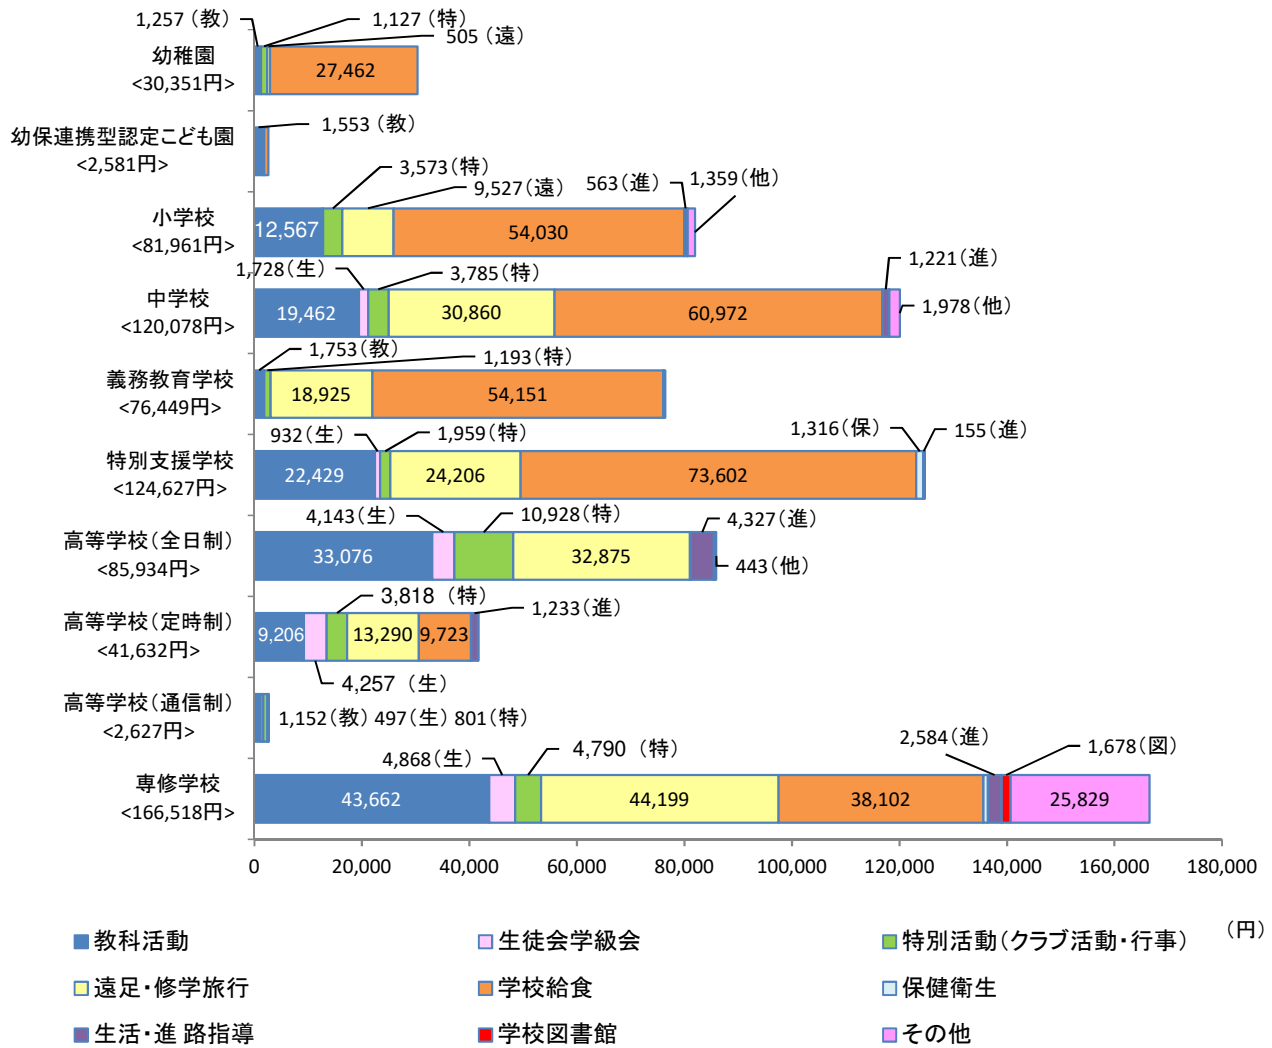 1,257（教）
1,127（特）
505（遠）
幼稚園
<30,351円>
27,462
幼保連携型認定こども園
<2,581円>
1,553（教）
3,573（特）
9,527（遠）
563（進）
1,359（他）
小学校
<81,961円>
12,567
54,030
1,728（生）
3,785（特）
1,221（進）
中学校
<120,078円>
19,462
30,860
60,972
1,978（他）
1,753（教）
1,193（特）
義務教育学校
<76,449円>
18,925
54,151
932（生）
1,959（特）
1,316（保）
155（進）
特別支援学校
<124,627円>
22,429
24,206
73,602
4,143（生）
10,928（特）
4,327（進）
高等学校（全日制）
<85,934円>
33,076
32,875
443（他）
3,818（特）
1,233（進）
高等学校（定時制）
<41,632円>
9,206
13,290
9,723
4,257（生）
高等学校（通信制）
<2,627円>
1,152（教） 497（生） 801（特）
4,868（生）
4,790（特）
2,584（進）
1,678（図）
専修学校
<166,518円>
43,662
44,199
38,102
25,829
0 20,000 40,000 60,000 80,000 100,000 120,000 140,000 160,000 180,000
（円）
教科活動 生徒会学級会 特別活動（クラブ活動・行事）
遠足・修学旅行 学校給食 保健衛生
生活・進 路指導 学校図書館 その他